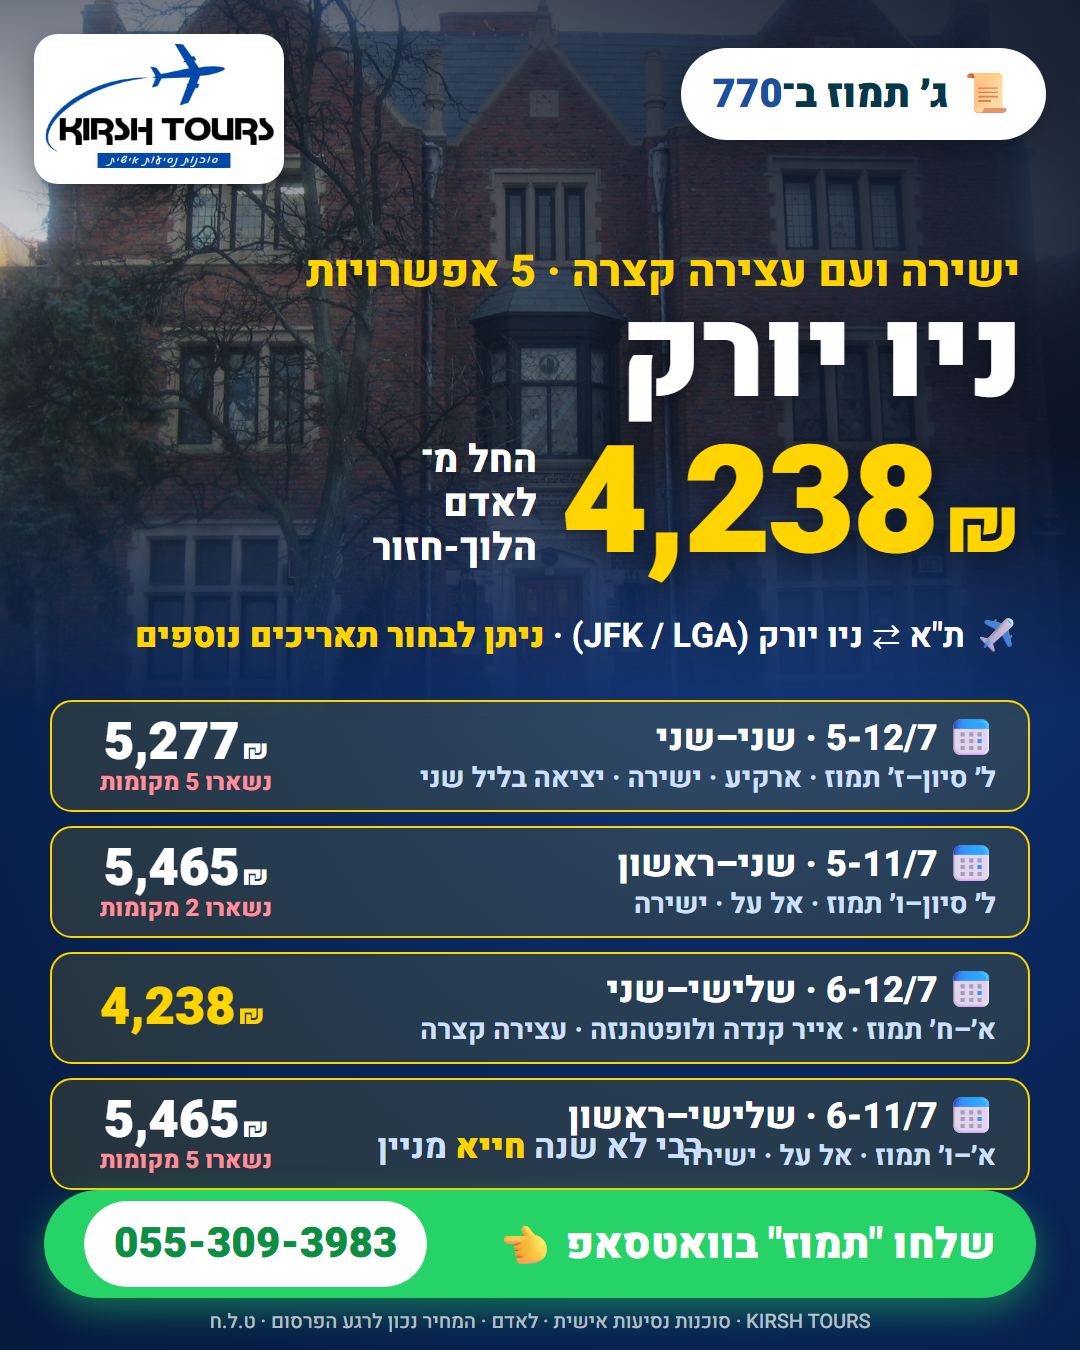 KIRSH TOURS
סוכנות נסיעות אישית
ג׳ תמוז ב־770
ישירה ועם עצירה קצרה · 5 אפשרויות
ניו יורק
₪4,238
החל מ־
לאדם
הלוך-חזור
ת"א ⇄ ניו יורק (JFK / LGA) · ניתן לבחור תאריכים נוספים
5-12/7 · שני–שני
ל׳ סיון–ז׳ תמוז · ארקיע · ישירה · יציאה בליל שני
₪5,277
נשארו 5 מקומות
5-11/7 · שני–ראשון
ל׳ סיון–ו׳ תמוז · אל על · ישירה
₪5,465
נשארו 2 מקומות
6-12/7 · שלישי–שני
א׳–ח׳ תמוז · אייר קנדה ולופטהנזה · עצירה קצרה
₪4,238
6-11/7 · שלישי–ראשון
א׳–ו׳ תמוז · אל על · ישירה
₪5,465
נשארו 5 מקומות
רבי לא שנה חייא מניין
שלחו "תמוז" בוואטסאפ
055-309-3983
KIRSH TOURS · סוכנות נסיעות אישית · לאדם · המחיר נכון לרגע הפרסום · ט.ל.ח